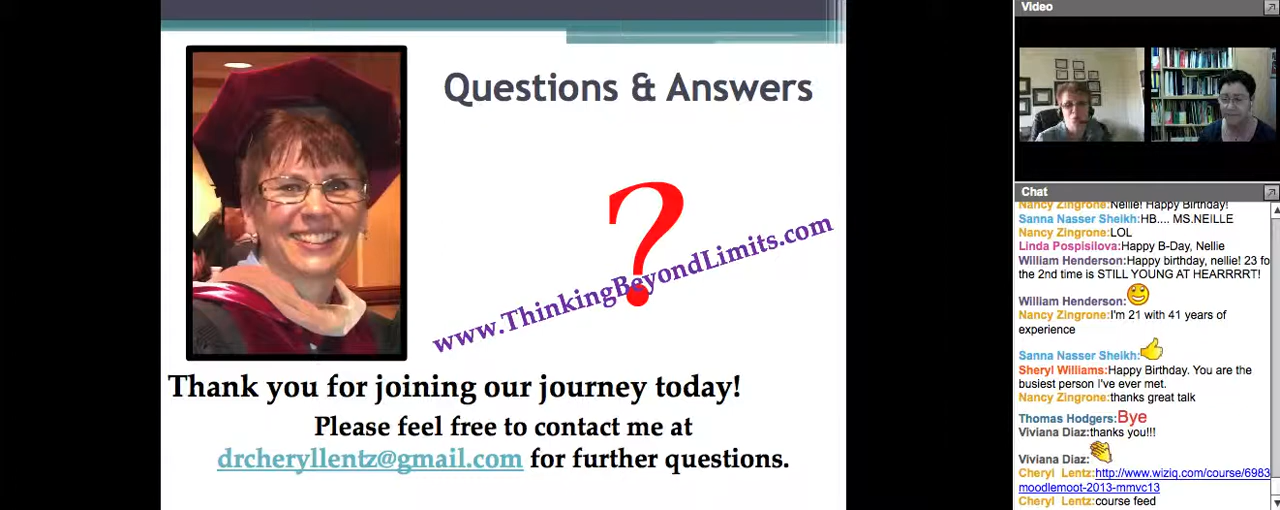 Questions & Answers
?
www.ThinkingBeyondLimits.com
Thank you for joining our journey today!
Please feel free to contact me at
drcheryllentz@gmail.com for further questions.
Video
Chat
Nancy Zingrone:Nellie! Happy Birthday!
Sanna Nasser Sheikh:HB.... MS.NEILLE
Nancy Zingrone:LOL
Linda Pospisilova:Happy B-Day, Nellie
William Henderson:Happy birthday, nellie! 23 fo
the 2nd time is STILL YOUNG AT HEARRRRT!
William Henderson:
Nancy Zingrone:I'm 21 with 41 years of
experience
Sanna Nasser Sheikh:
Sheryl Williams:Happy Birthday. You are the
busiest person I've ever met.
Nancy Zingrone:thanks great talk
Thomas Hodgers:Bye
Viviana Diaz:thanks you!!!
Viviana Diaz:
Cheryl Lentz:http://www.wiziq.com/course/6983
moodlemoot-2013-mmvc13
Cheryl Lentz:course feed